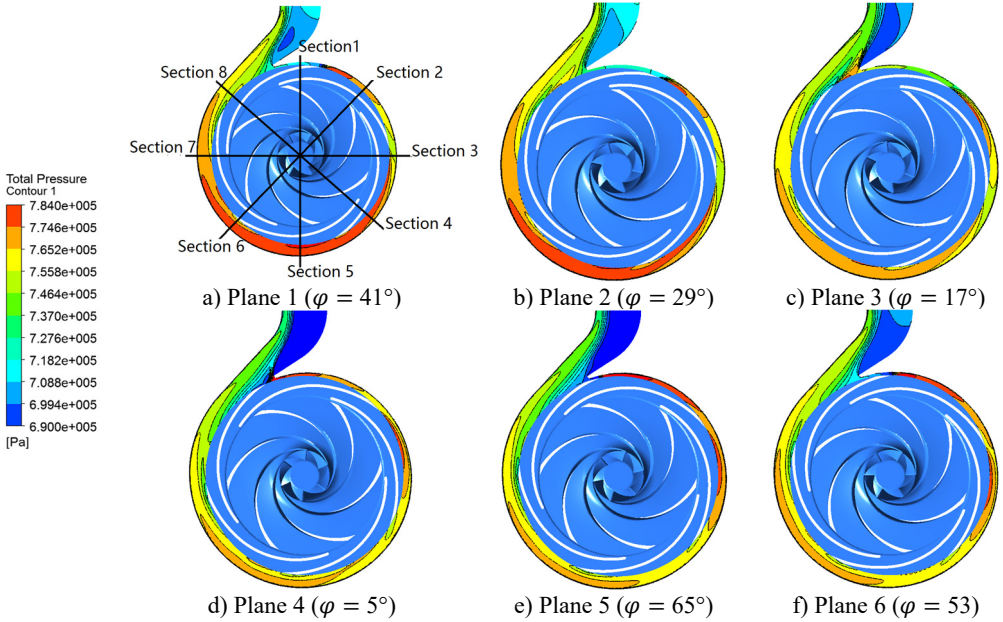 Section1
Section 2
Section 8
Section 7
Section 3
Section 4
Section 6
Section 5
Total Pressure
Contour 1
7.840e+005
7.746e+005
7.652e+005
7.558e+005
7.464e+005
7.370e+005
7.276e+005
7.182e+005
7.088e+005
6.994e+005
6.900e+005
[Pa]
a) Plane 1 (φ = 41°)
b) Plane 2 (φ = 29°)
c) Plane 3 (φ = 17°)
d) Plane 4 (φ = 5°)
e) Plane 5 (φ = 65°)
f) Plane 6 (φ = 53)